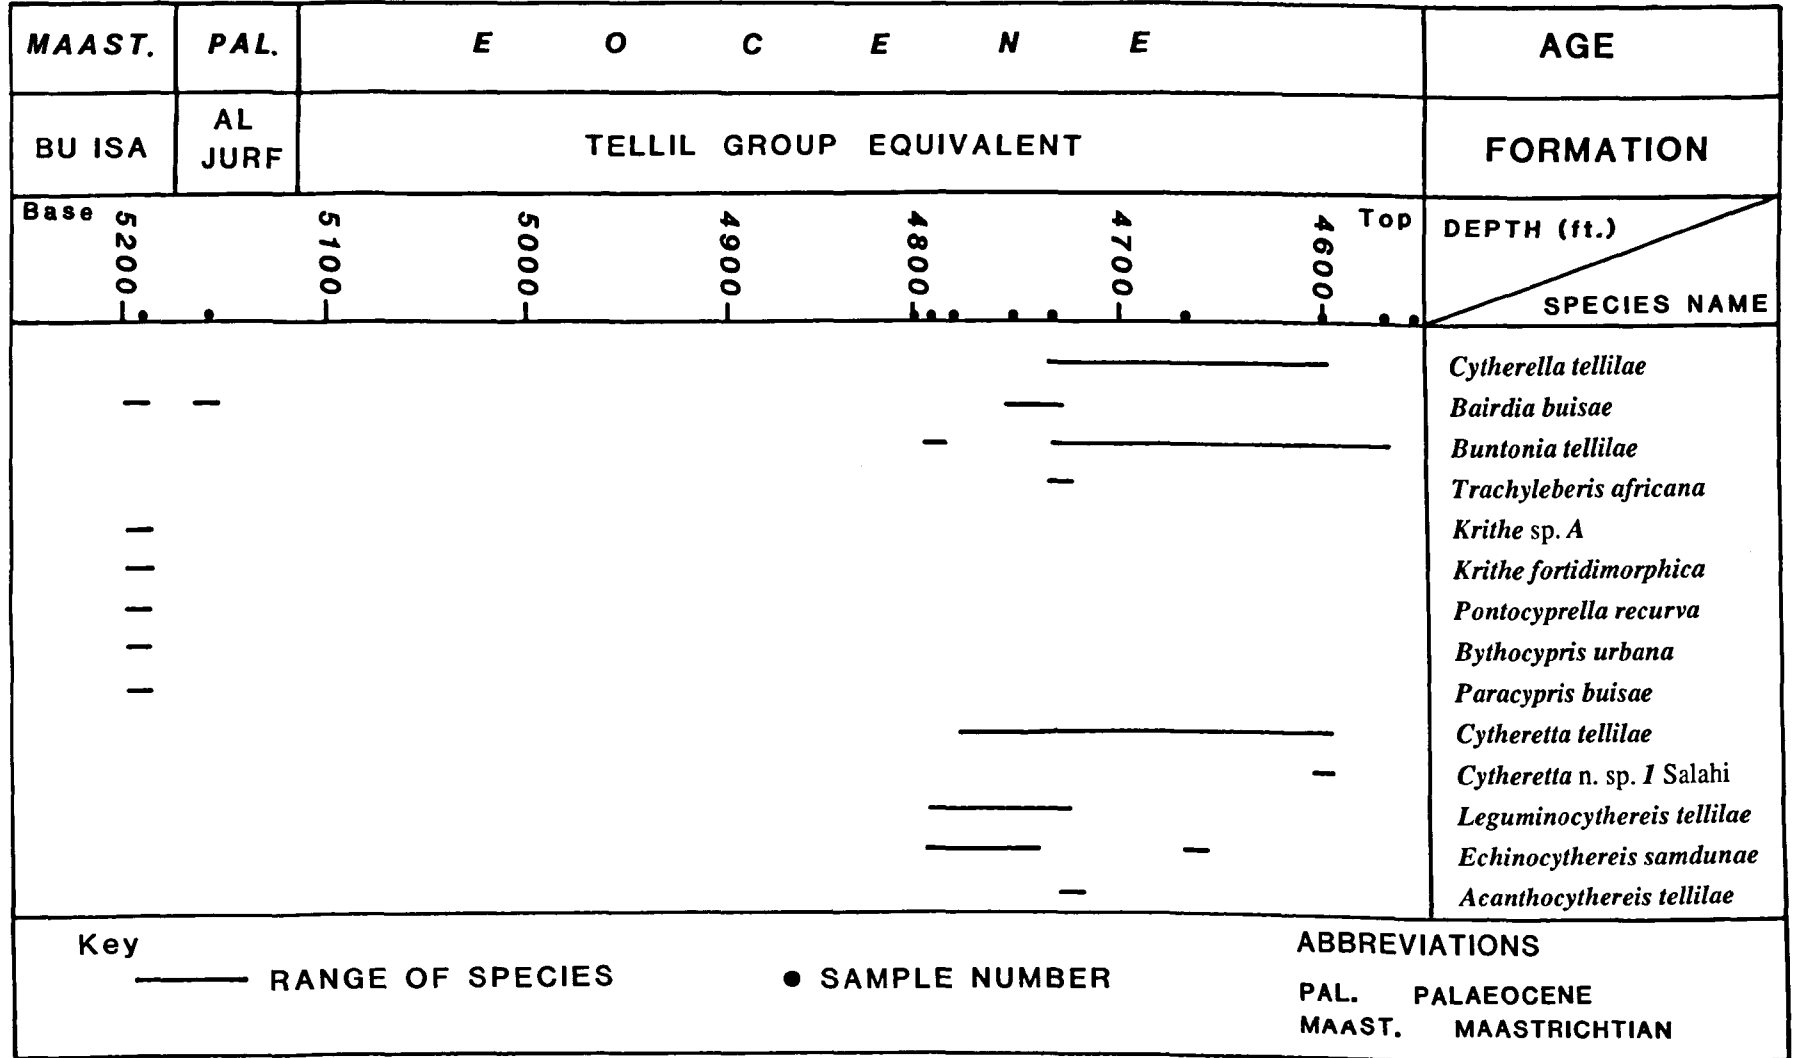 MAAST. PAL. E O C E N E AGE
BU ISA AL JURF TELLIL GROUP EQUIVALENT FORMATION
Base 5200 5100 5000 4900 4800 4700 4600 Top DEPTH (ft.)
SPECIES NAME
Cytherella tellilae
Bairdia buisae
Buntonia tellilae
Trachyleberis africana
Krithe sp. A
Krithe fortidimorphica
Pontocyprella recurva
Bythocypris urbana
Paracypris buisae
Cytheretta tellilae
Cytheretta n. sp. 1 Salahi
Leguminocythereis tellilae
Echinocythereis samdunae
Acanthocythereis tellilae
Key
RANGE OF SPECIES
SAMPLE NUMBER
ABBREVIATIONS
PAL. PALAEOCENE
MAAST. MAASTRICHTIAN